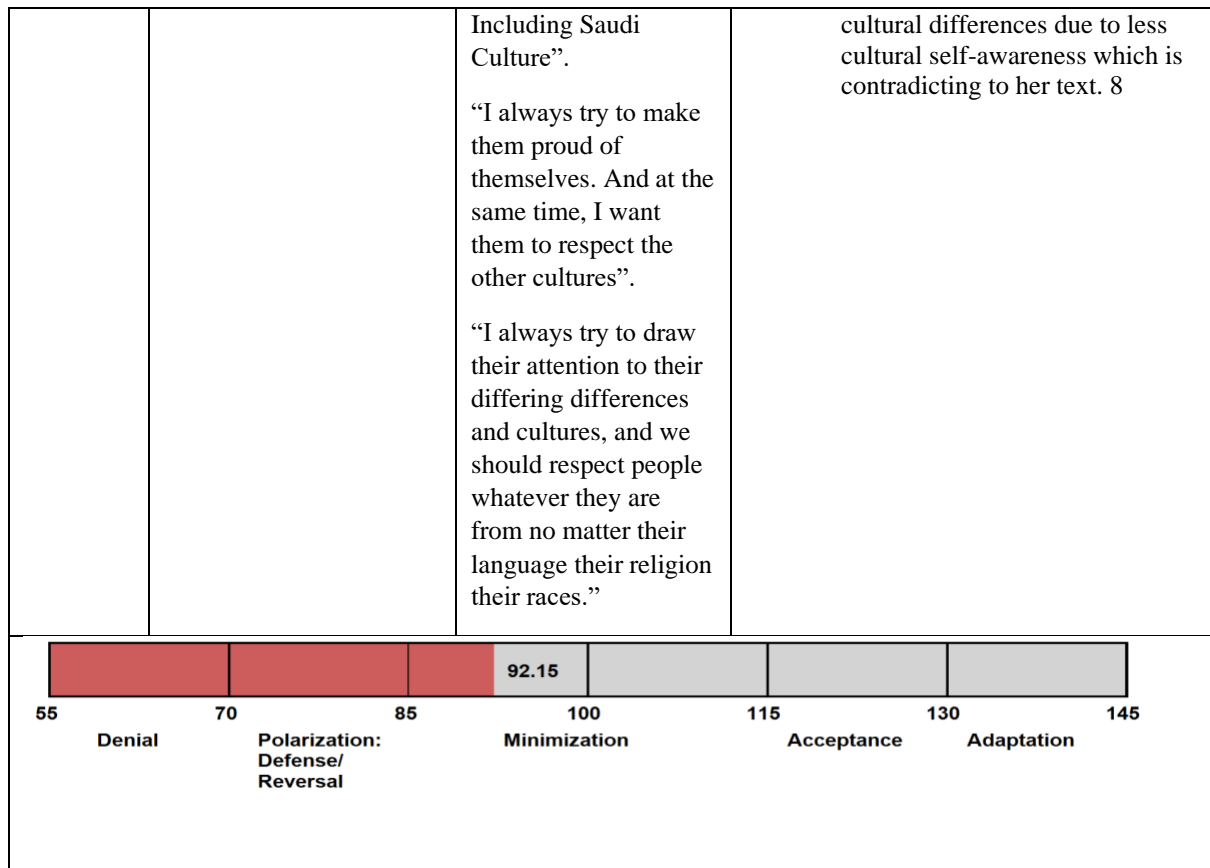 Including Saudi
Culture”.
“I always try to make
them proud of
themselves. And at the
same time, I want
them to respect the
other cultures”.
“I always try to draw
their attention to their
differing differences
and cultures, and we
should respect people
whatever they are
from no matter their
language their religion
their races.”
cultural differences due to less
cultural self-awareness which is
contradicting to her text. 8
92.15
55 70 85 100 115 130 145
Denial Polarization: Minimization Acceptance Adaptation
Defense/
Reversal